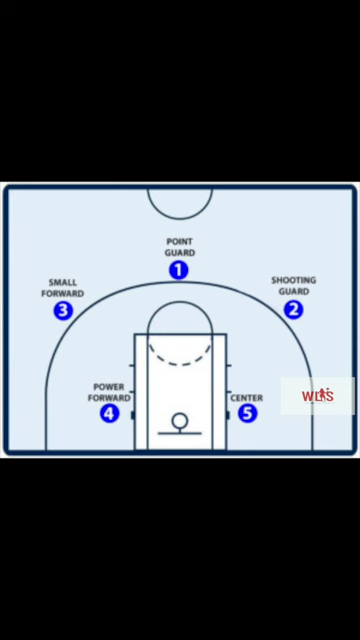 POINT
GUARD
1
SMALL
FORWARD
3
SHOOTING
GUARD
2
POWER
FORWARD
4
CENTER
5